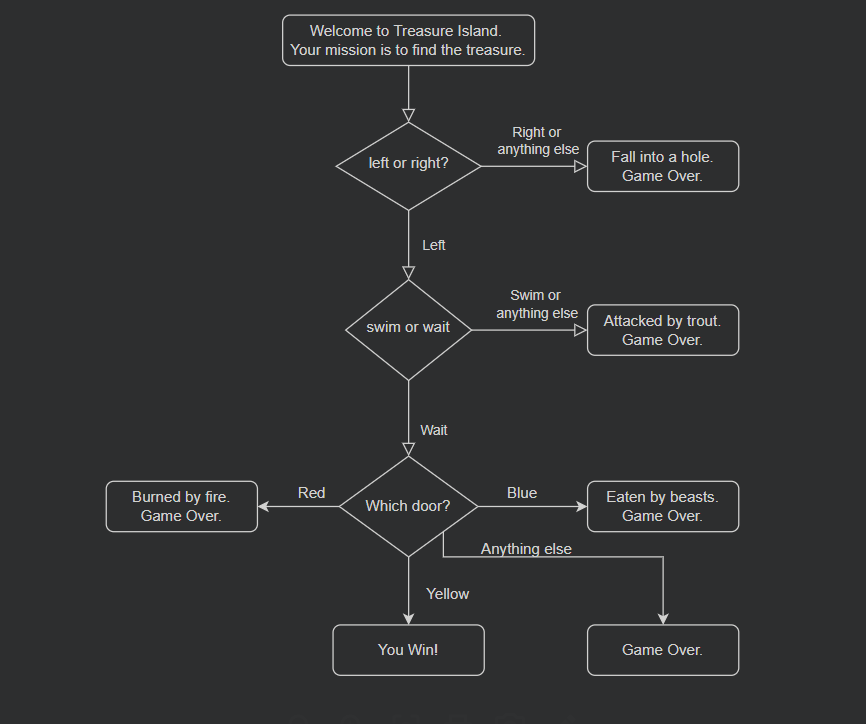 Welcome to Treasure Island.
Your mission is to find the treasure.
left or right?
Right or
anything else
Fall into a hole.
Game Over.
Left
swim or wait
Swim or
anything else
Attacked by trout.
Game Over.
Wait
Burned by fire.
Game Over.
Red
Which door?
Blue
Eaten by beasts.
Game Over.
Anything else
Yellow
You Win!
Game Over.